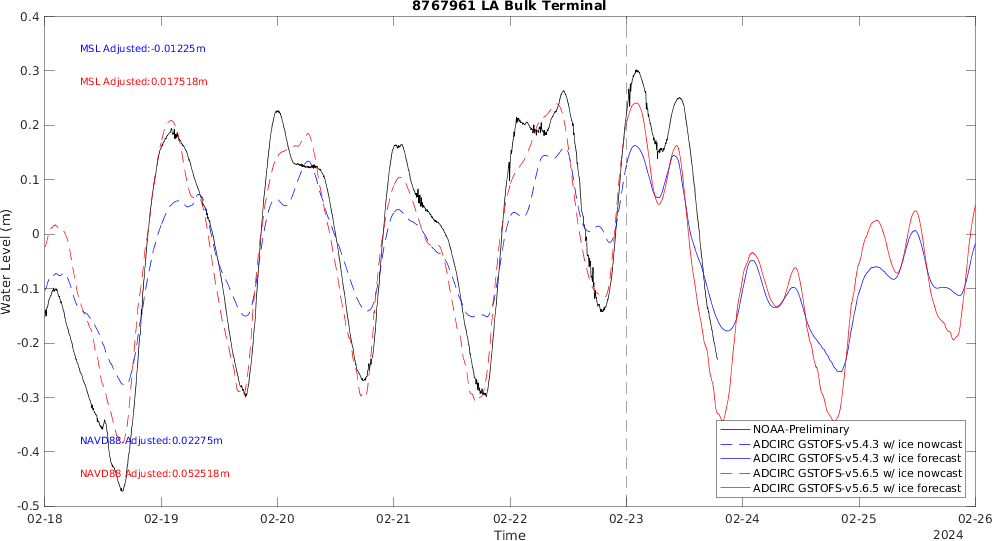 8767961 LA Bulk Terminal
MSL Adjusted:-0.01225m
MSL Adjusted:0.017518m
NAVD88 Adjusted:0.02275m
NAVD88 Adjusted:0.052518m
Water Level (m)
0.4
0.3
0.2
0.1
0
-0.1
-0.2
-0.3
-0.4
-0.5
NOAA-Preliminary
ADCIRC GSTOFS-v5.4.3 w/ ice nowcast
ADCIRC GSTOFS-v5.4.3 w/ ice forecast
ADCIRC GSTOFS-v5.6.5 w/ ice nowcast
ADCIRC GSTOFS-v5.6.5 w/ ice forecast
02-18 02-19 02-20 02-21 02-22 02-23 02-24 02-25 02-26
Time
2024